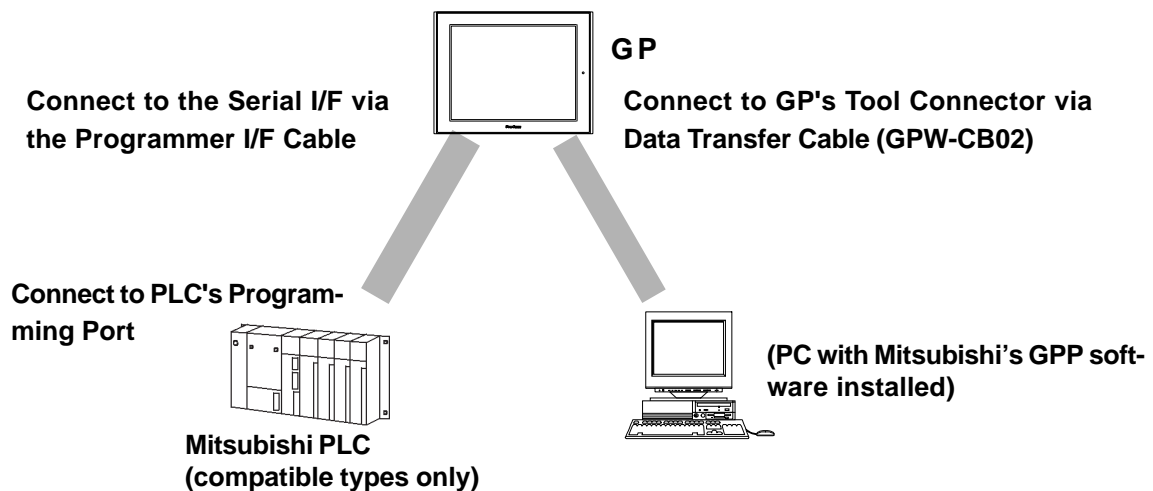 GP
Connect to the Serial I/F via
the Programmer I/F Cable
Connect to GP's Tool Connector via
Data Transfer Cable (GPW-CB02)
Connect to PLC's Program-
ming Port
(PC with Mitsubishi’s GPP soft-
ware installed)
Mitsubishi PLC
(compatible types only)